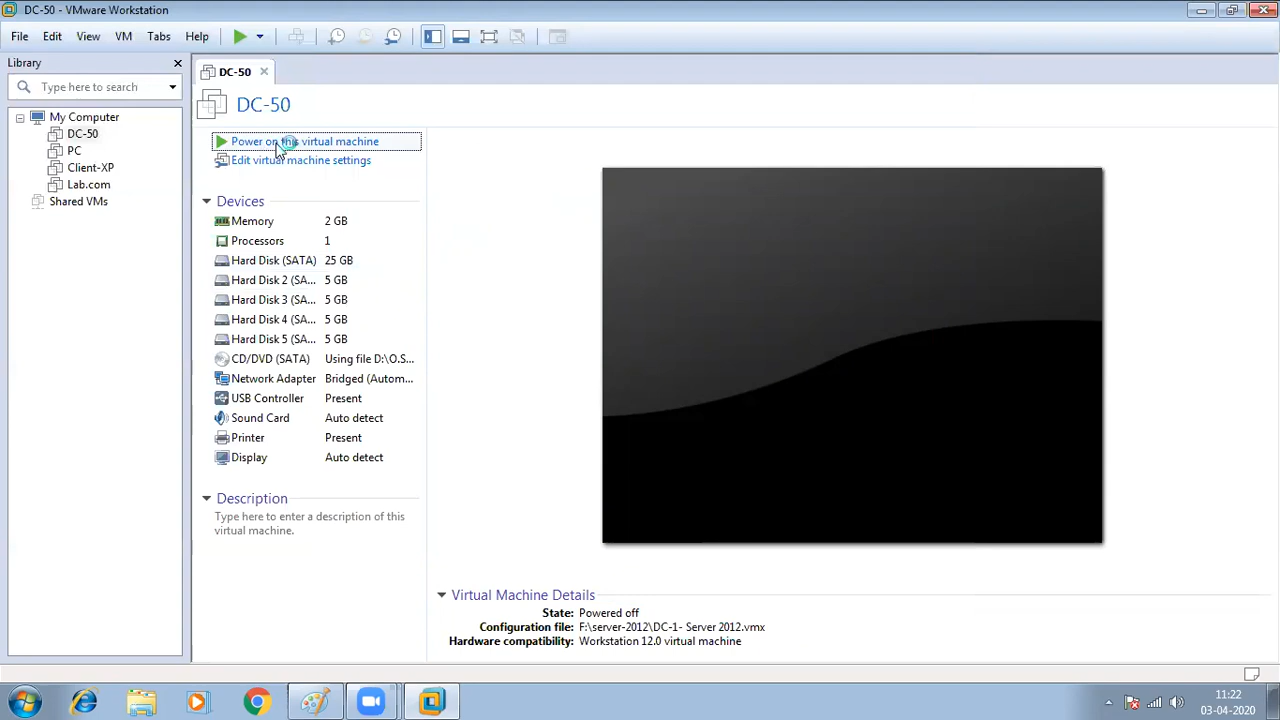 DC-50 - VMware Workstation
File Edit View VM Tabs Help
Library
Type here to search
My Computer
DC-50
PC
Client-XP
Lab.com
Shared VMs
DC-50
DC-50
Power on this virtual machine
Edit virtual machine settings
Devices
Memory 2 GB
Processors 1
Hard Disk (SATA) 25 GB
Hard Disk 2 (SA... 5 GB
Hard Disk 3 (SA... 5 GB
Hard Disk 4 (SA... 5 GB
Hard Disk 5 (SA... 5 GB
CD/DVD (SATA) Using file D:\O.S...
Network Adapter Bridged (Autom...
USB Controller Present
Sound Card Auto detect
Printer Present
Display Auto detect
Description
Type here to enter a description of this
virtual machine.
Virtual Machine Details
State: Powered off
Configuration file: F:\server-2012\DC-1- Server 2012.vmx
Hardware compatibility: Workstation 12.0 virtual machine
11:22
03-04-2020